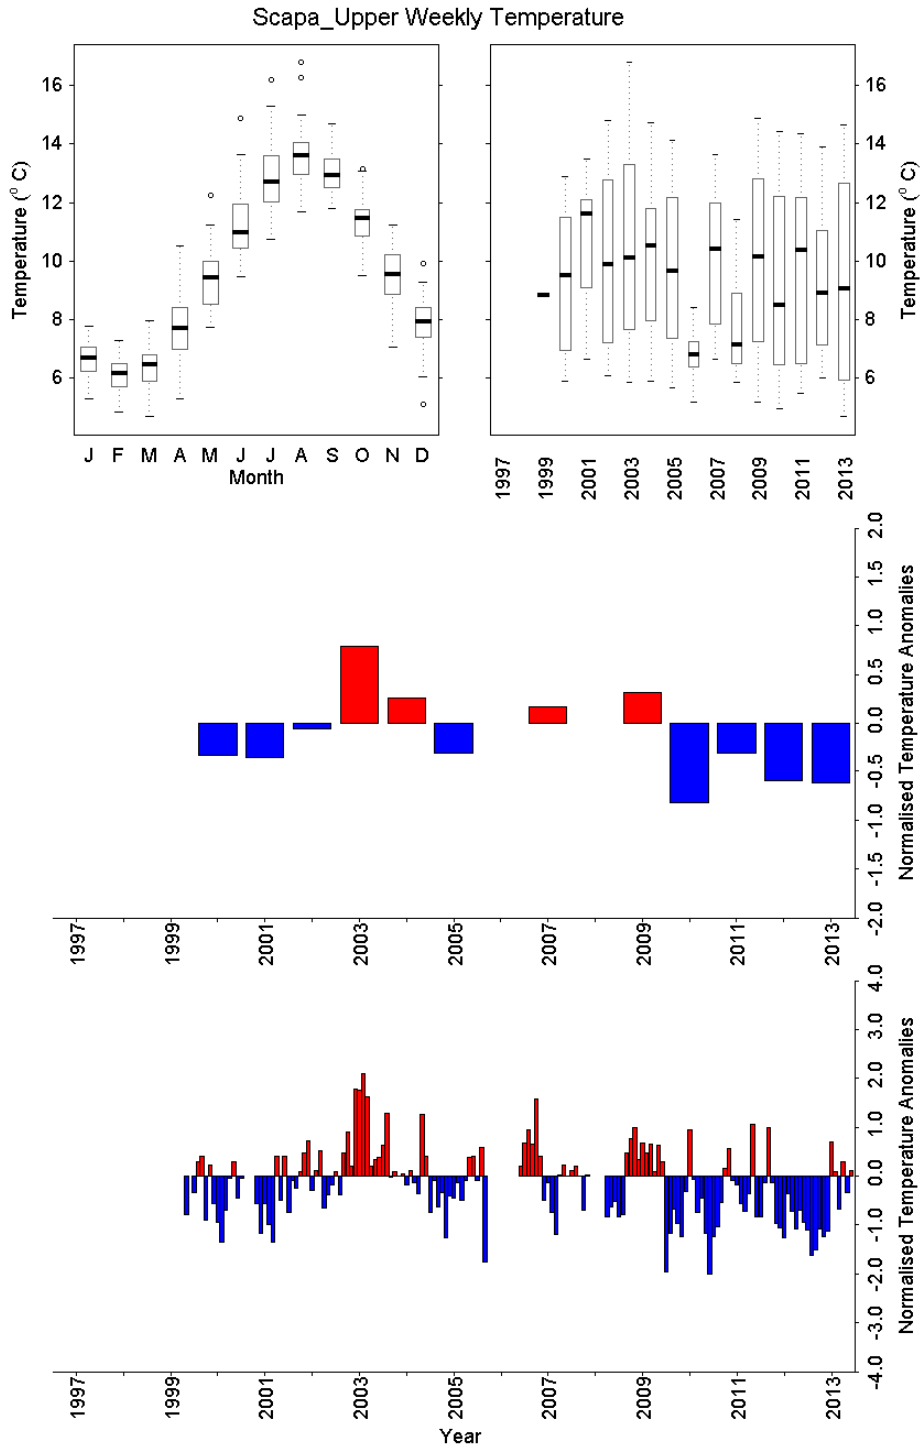 Scapa_Upper Weekly Temperature
Temperature (⁰ C)
16
14
12
10
8
6
J F M A M J J A S O N D
Month
16
14
12
10
8
6
Temperature (⁰ C)
1997 1999 2001 2003 2005 2007 2009 2011 2013
2.0
1.5
1.0
0.5
0.0
-0.5
-1.0
-1.5
-2.0
Normalised Temperature Anomalies
1997 1999 2001 2003 2005 2007 2009 2011 2013
4.0
3.0
2.0
1.0
0.0
-1.0
-2.0
-3.0
-4.0
Normalised Temperature Anomalies
1997 1999 2001 2003 2005 2007 2009 2011 2013
Year